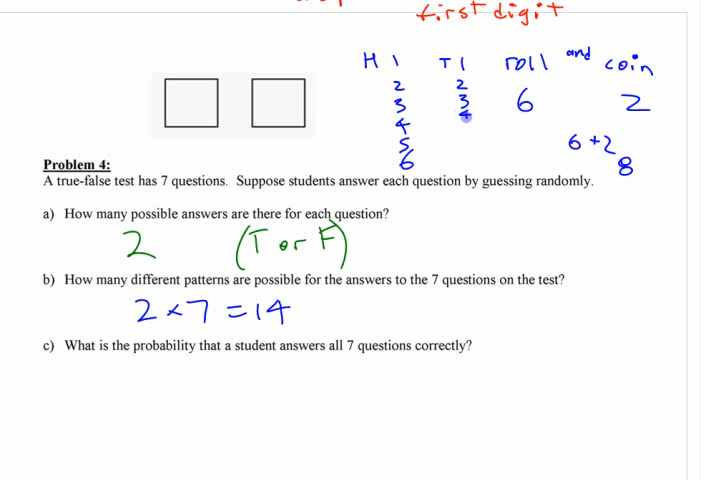 first digit
H 1 T 1 roll and coin
2 2
3 3 6 2
4 4
5 6 + 2
6 8
Problem 4:
A true-false test has 7 questions. Suppose students answer each question by guessing randomly.
a) How many possible answers are there for each question?
2 (T or F)
b) How many different patterns are possible for the answers to the 7 questions on the test?
2 × 7 = 14
c) What is the probability that a student answers all 7 questions correctly?